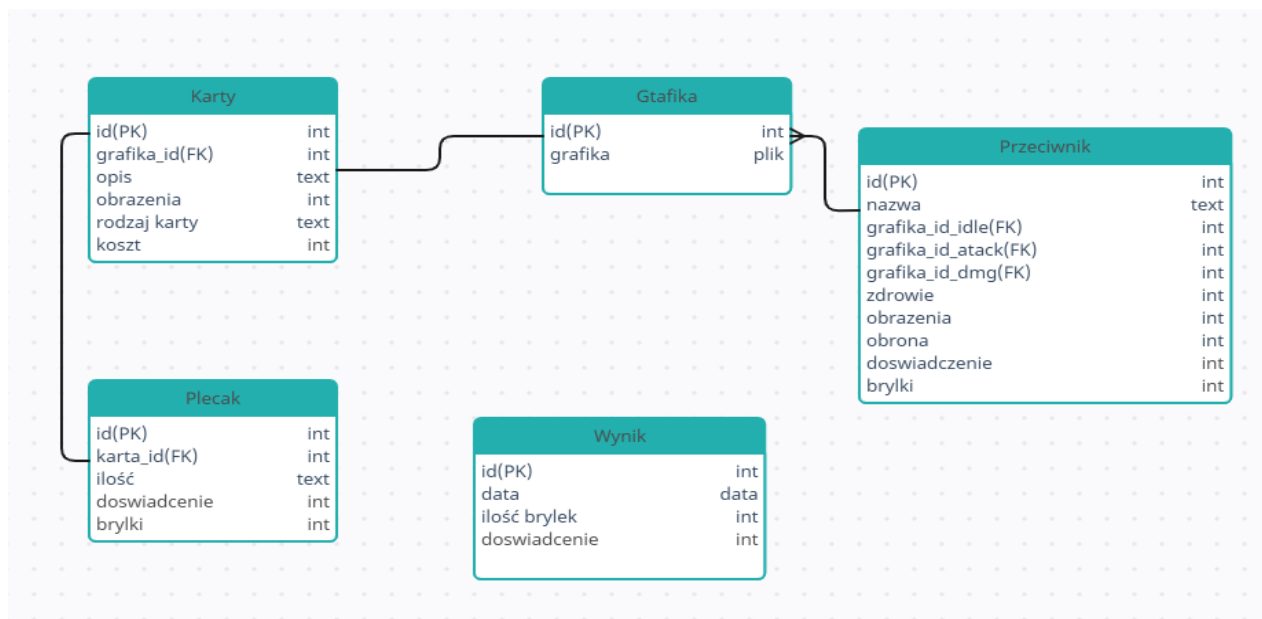 Karty
id(PK) int
grafika_id(FK) int
opis text
obrazenia int
rodzaj karty text
koszt int
Gtafika
id(PK) int
grafika plik
Przeciwnik
id(PK) int
nazwa text
grafika_id_idle(FK) int
grafika_id_atack(FK) int
grafika_id_dmg(FK) int
zdrowie int
obrazenia int
obrona int
doswiadczenie int
brylki int
Plecak
id(PK) int
karta_id(FK) int
ilość text
doswiadcenie int
brylki int
Wynik
id(PK) int
data data
ilość brylek int
doswiadcenie int